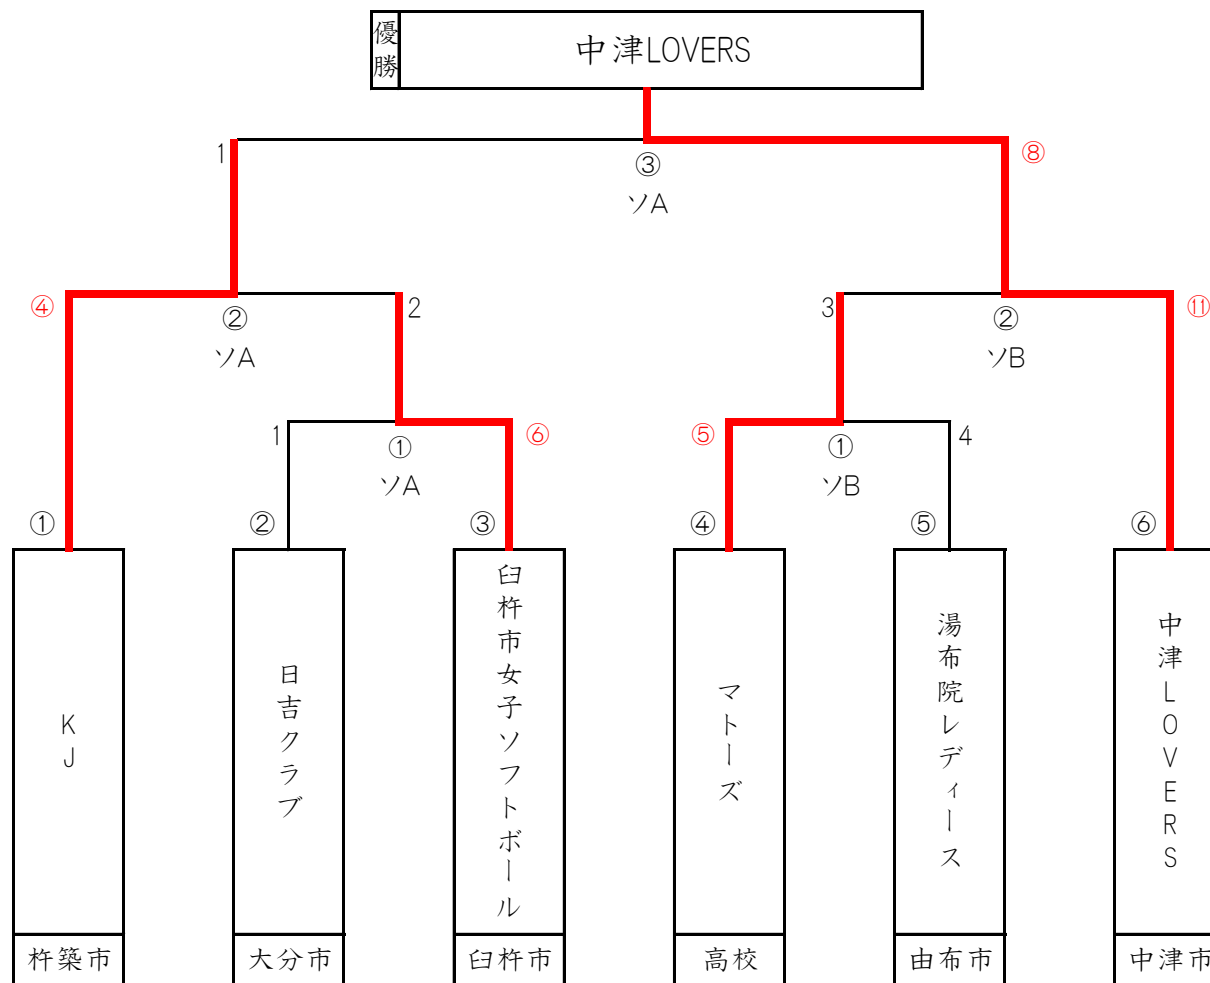 優勝
中津LOVERS
1
⑧
③
ソA
④
2
3
⑪
②
ソA
②
ソB
1
⑥
⑤
4
①
ソA
①
ソB
①
②
③
④
⑤
⑥
KJ
日吉クラブ
臼杵市女子ソフトボール
マトーズ
湯布院レディース
中津LOVERS
杵築市
大分市
臼杵市
高校
由布市
中津市